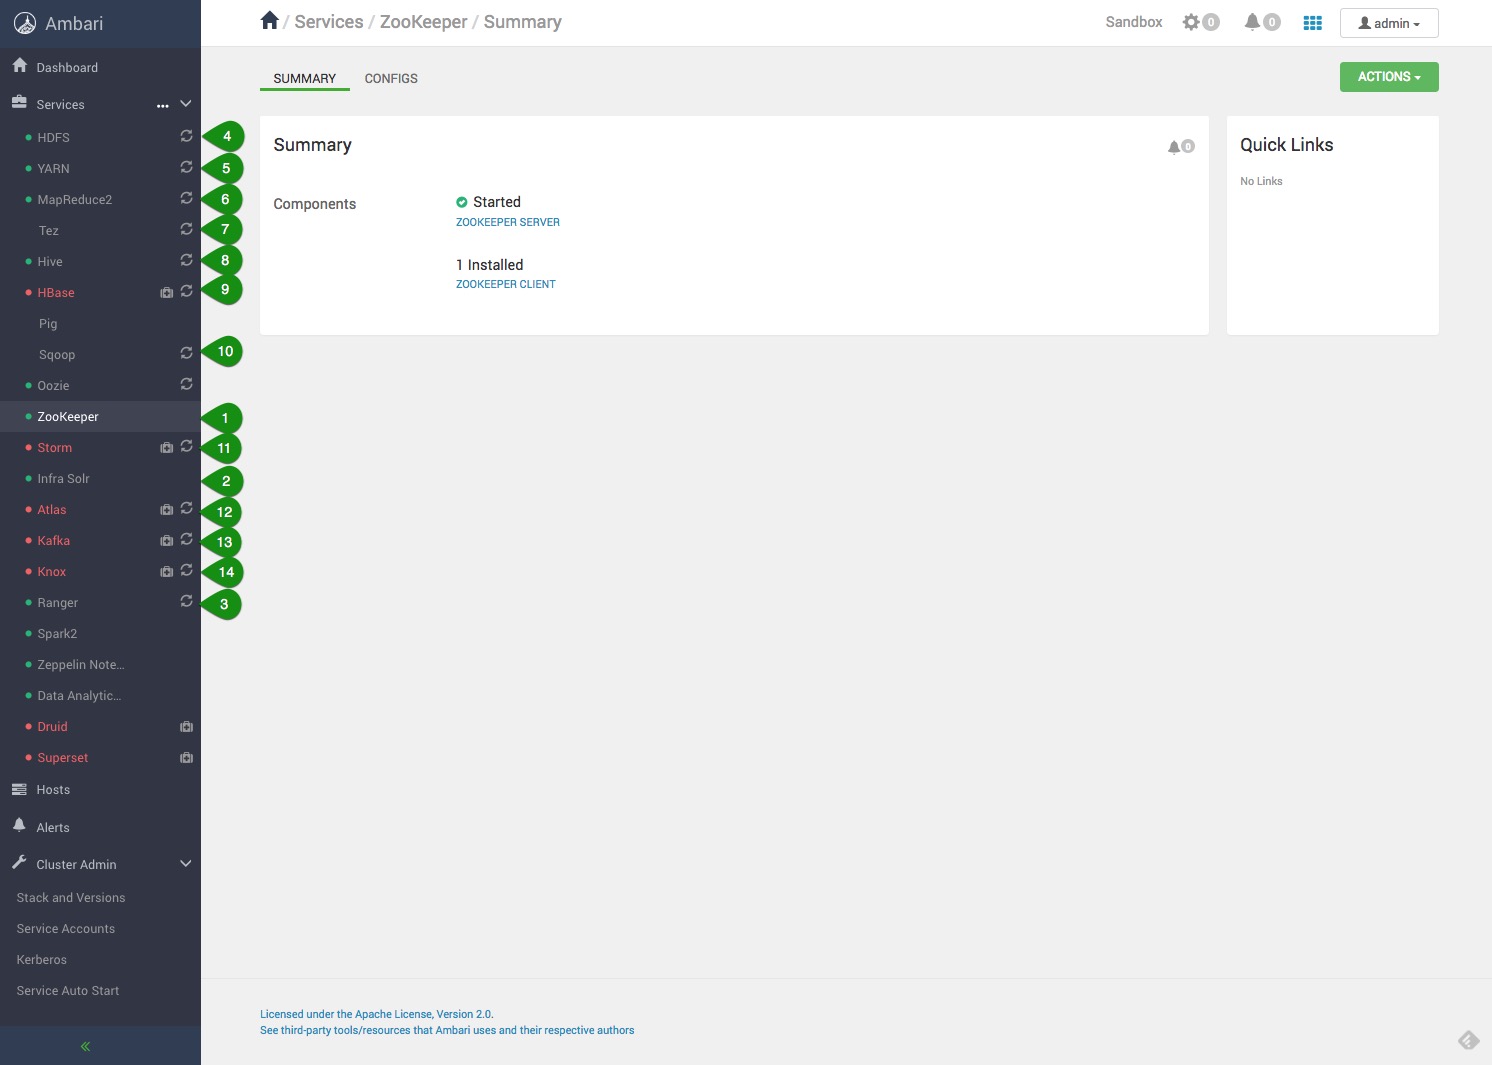 Ambari
Dashboard
Services
HDFS
YARN
MapReduce2
Tez
Hive
HBase
Pig
Sqoop
Oozie
ZooKeeper
Storm
Infra Solr
Atlas
Kafka
Knox
Ranger
Spark2
Zeppelin Note...
Data Analytic...
Druid
Superset
Hosts
Alerts
Cluster Admin
Stack and Versions
Service Accounts
Kerberos
Service Auto Start
«
4
5
6
7
8
9
10
1
11
2
12
13
14
3
/ Services / ZooKeeper / Summary
Sandbox 0 0 admin
SUMMARY CONFIGS
ACTIONS
Summary
0
Components
Started
ZOOKEEPER SERVER
1 Installed
ZOOKEEPER CLIENT
Quick Links
No Links
Licensed under the Apache License, Version 2.0.
See third-party tools/resources that Ambari uses and their respective authors